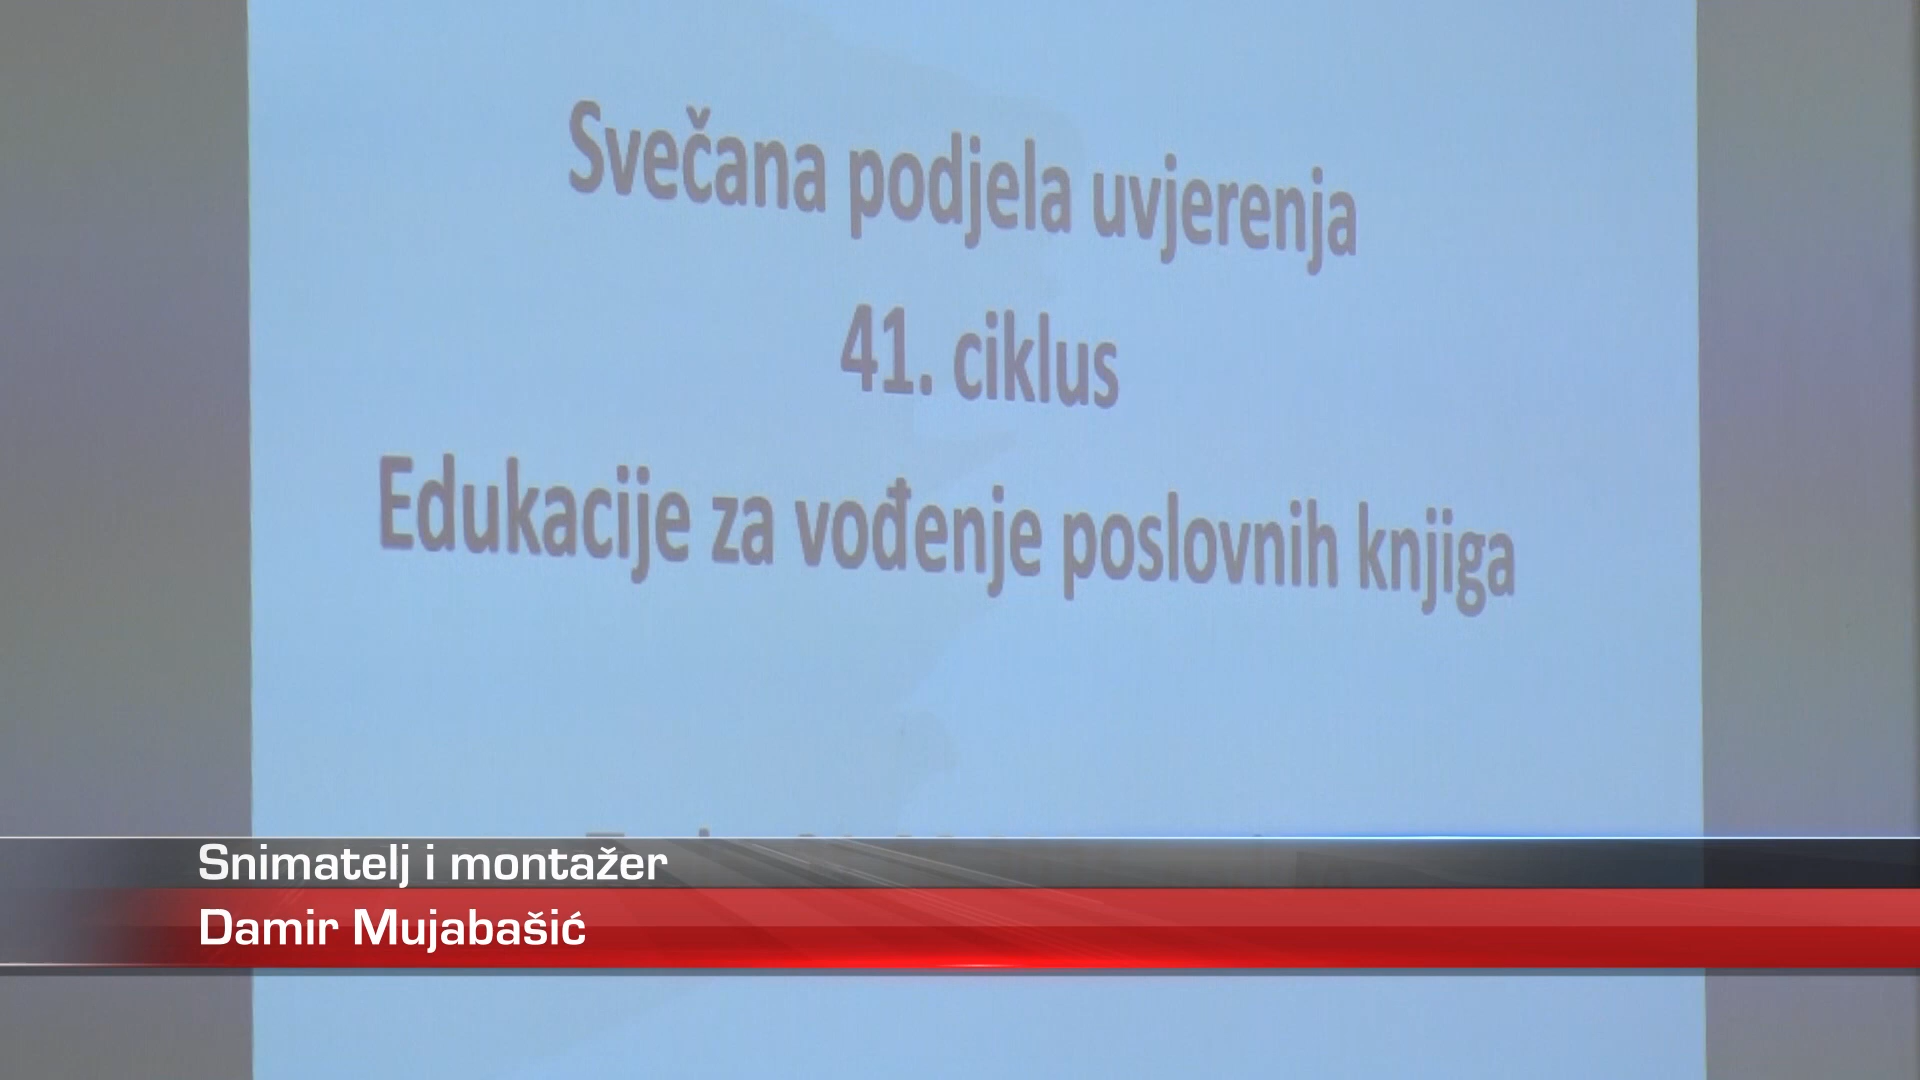 Svečana podjela uvjerenja
41. ciklus
Edukacije za vođenje poslovnih knjiga
Snimatelj i montažer
Damir Mujabašić